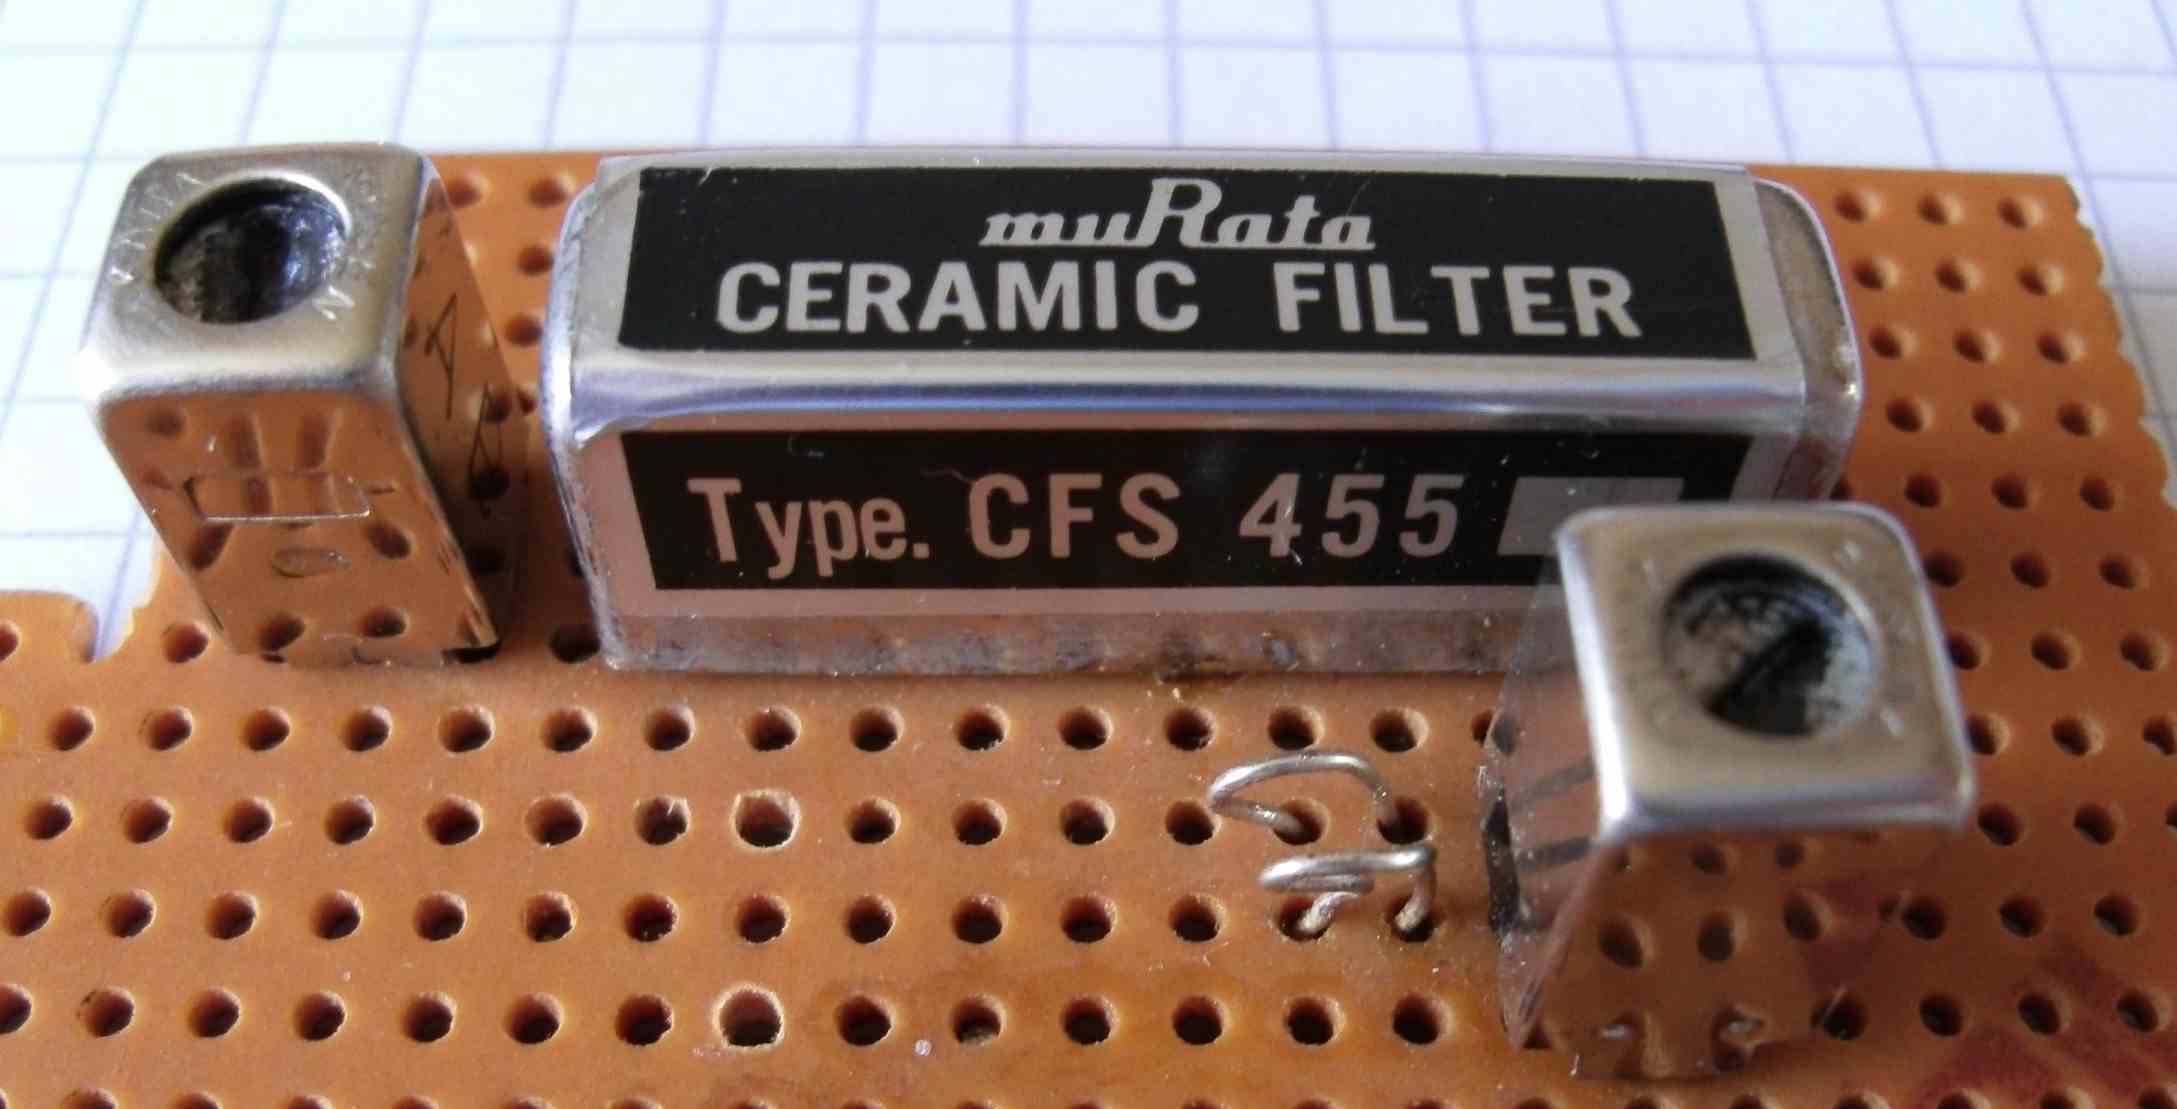 muRata
CERAMIC FILTER
Type. CFS 455